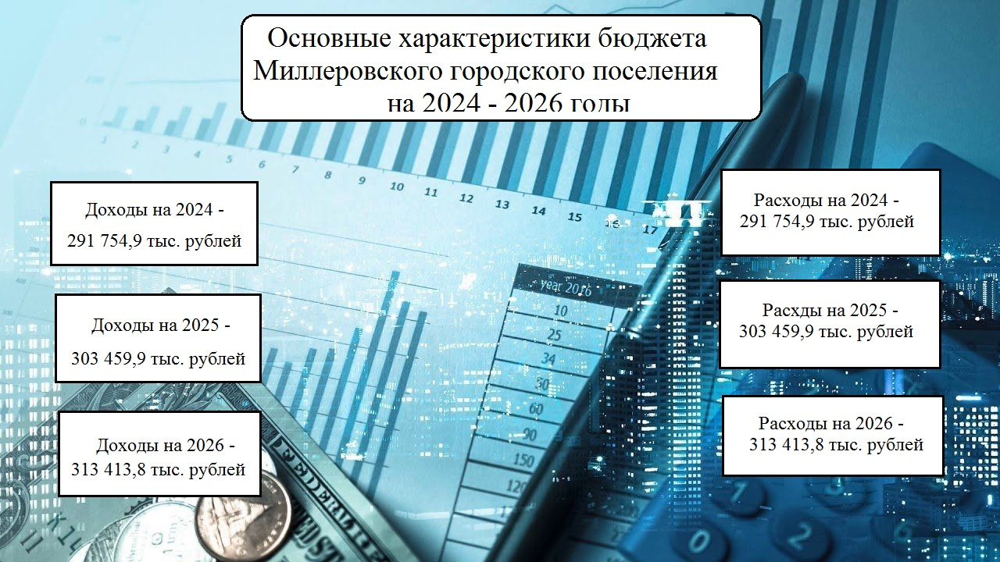 Основные характеристики бюджета
Миллеровского городского поселения
на 2024 - 2026 годы
Доходы на 2024 -
291 754,9 тыс. рублей
Расходы на 2024 -
291 754,9 тыс. рублей
Доходы на 2025 -
303 459,9 тыс. рублей
Расхды на 2025 -
303 459,9 тыс. рублей
Доходы на 2026 -
313 413,8 тыс. рублей
Расходы на 2026 -
313 413,8 тыс. рублей
1 2 3 4 5 6 7 8 9 10 11 12 13 14 15 16 17
year 2016
10
25
34
50
60
90
150
120
1
0
2